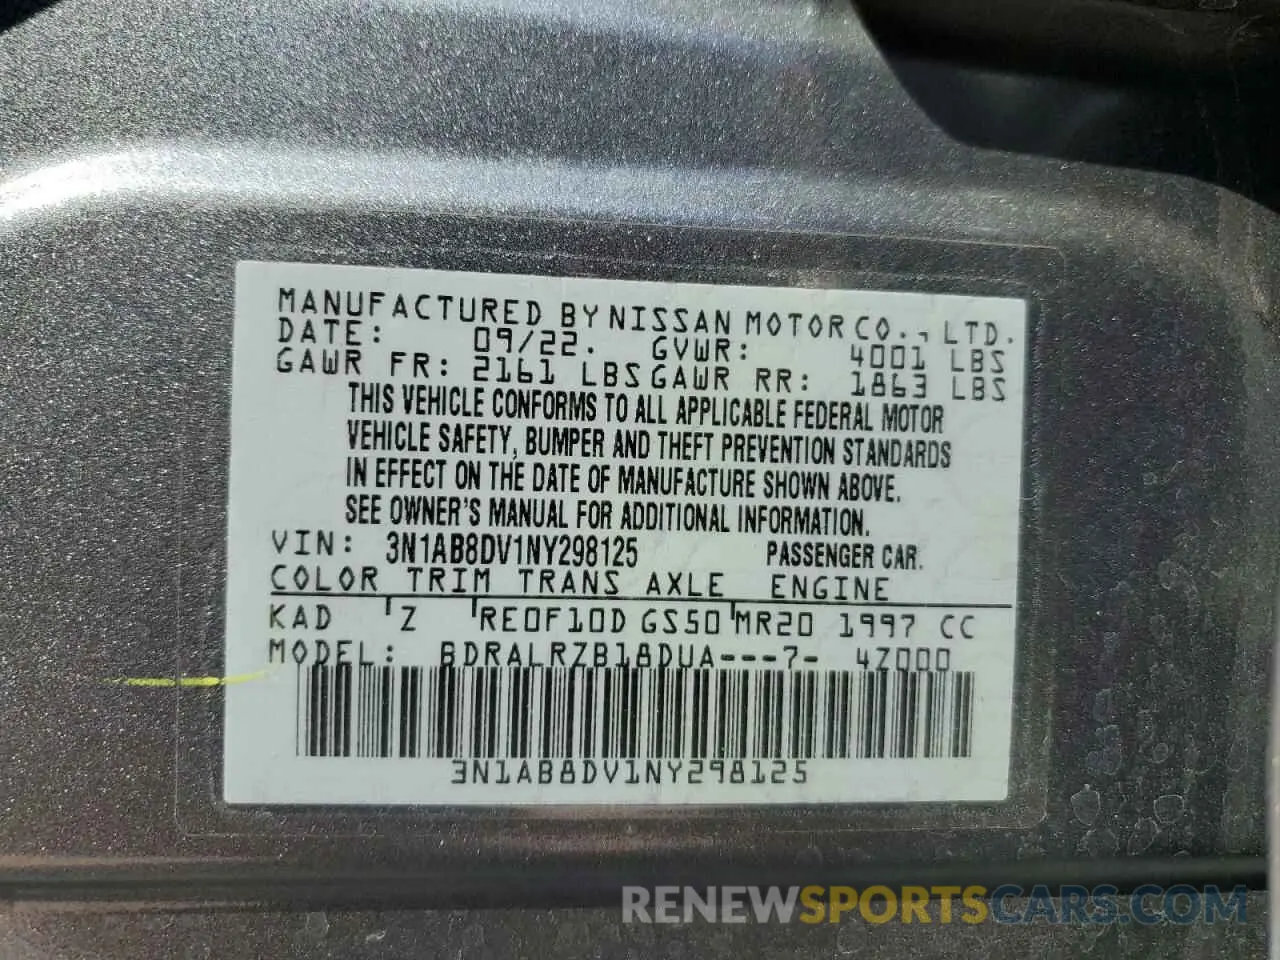 MANUFACTURED BY NISSAN MOTOR CO., LTD.
DATE: 09/22. GVWR: 4001 LBS
GAWR FR: 2161 LBS GAWR RR: 1863 LBS
THIS VEHICLE CONFORMS TO ALL APPLICABLE FEDERAL MOTOR
VEHICLE SAFETY, BUMPER AND THEFT PREVENTION STANDARDS
IN EFFECT ON THE DATE OF MANUFACTURE SHOWN ABOVE.
SEE OWNER'S MANUAL FOR ADDITIONAL INFORMATION.
VIN: 3N1AB8DV1NY298125 PASSENGER CAR.
COLOR TRIM TRANS AXLE ENGINE
KAD Z RE0F10D GS50 MR20 1997 CC
MODEL: BDRALRZB18DUA---7- 4Z000
3N1AB8DV1NY298125
RENEWSPORTSCARS.COM